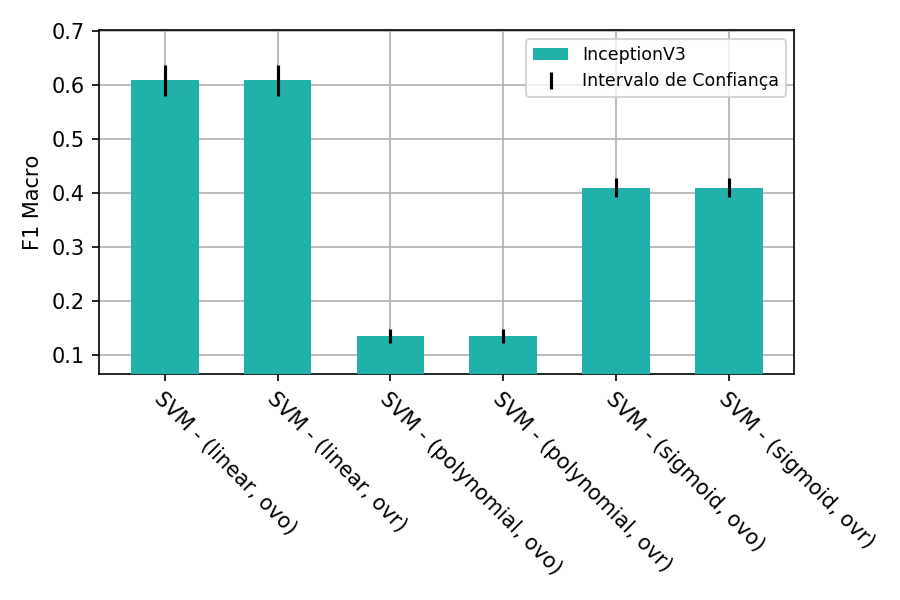 0.7
0.6
0.5
0.4
0.3
0.2
0.1
F1 Macro
InceptionV3
Intervalo de Confiança
SVM - (linear, ovo)
SVM - (linear, ovr)
SVM - (polynomial, ovo)
SVM - (polynomial, ovr)
SVM - (sigmoid, ovo)
SVM - (sigmoid, ovr)